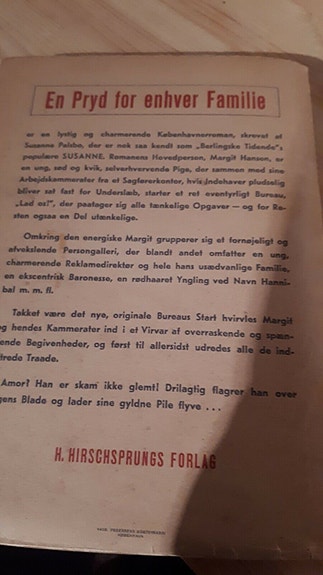 En Pryd for enhver Familie
er en lystig og charmerende Københavnerroman, skrevet af
Susanne Palsbo, der er nok saa kendt som „Berlingske Tidende"s
populære SUSANNE. Romanens Hovedperson, Margit Hansen, er
en ung, sød og kvik, selverhvervende Pige, der sammen med sine
Arbejdskammerater fra et Sagførerkontor, hvis Indehaver pludselig
bliver sat fast for Underslæb, starter et ret eventyrligt Bureau,
„Lad os!", der paatager sig alle tænkelige Opgaver — og for Re-
sten ogsaa en Del utænkelige.
Omkring den energiske Margit grupperer sig et fornøjeligt og
afvekslende Persongalleri, der blandt andet omfatter en ung,
charmerende Reklamedirektør og hele hans usædvanlige Familie,
en ekscentrisk Baronesse, en rødhaaret Yngling ved Navn Hanni-
bal m. m. fl.
Takket være det nye, originale Bureaus Start hvirvles Margit
og hendes Kammerater ind i et Virvar af overraskende og spæn-
ende Begivenheder, og først til allersidst udredes alle de ind-
trede Traade.
Amor? Han er skam ikke glemt! Drilagtig flagrer han over
gens Blade og lader sine gyldne Pile flyve . . .
H. HIRSCHSPRUNGS FORLAG